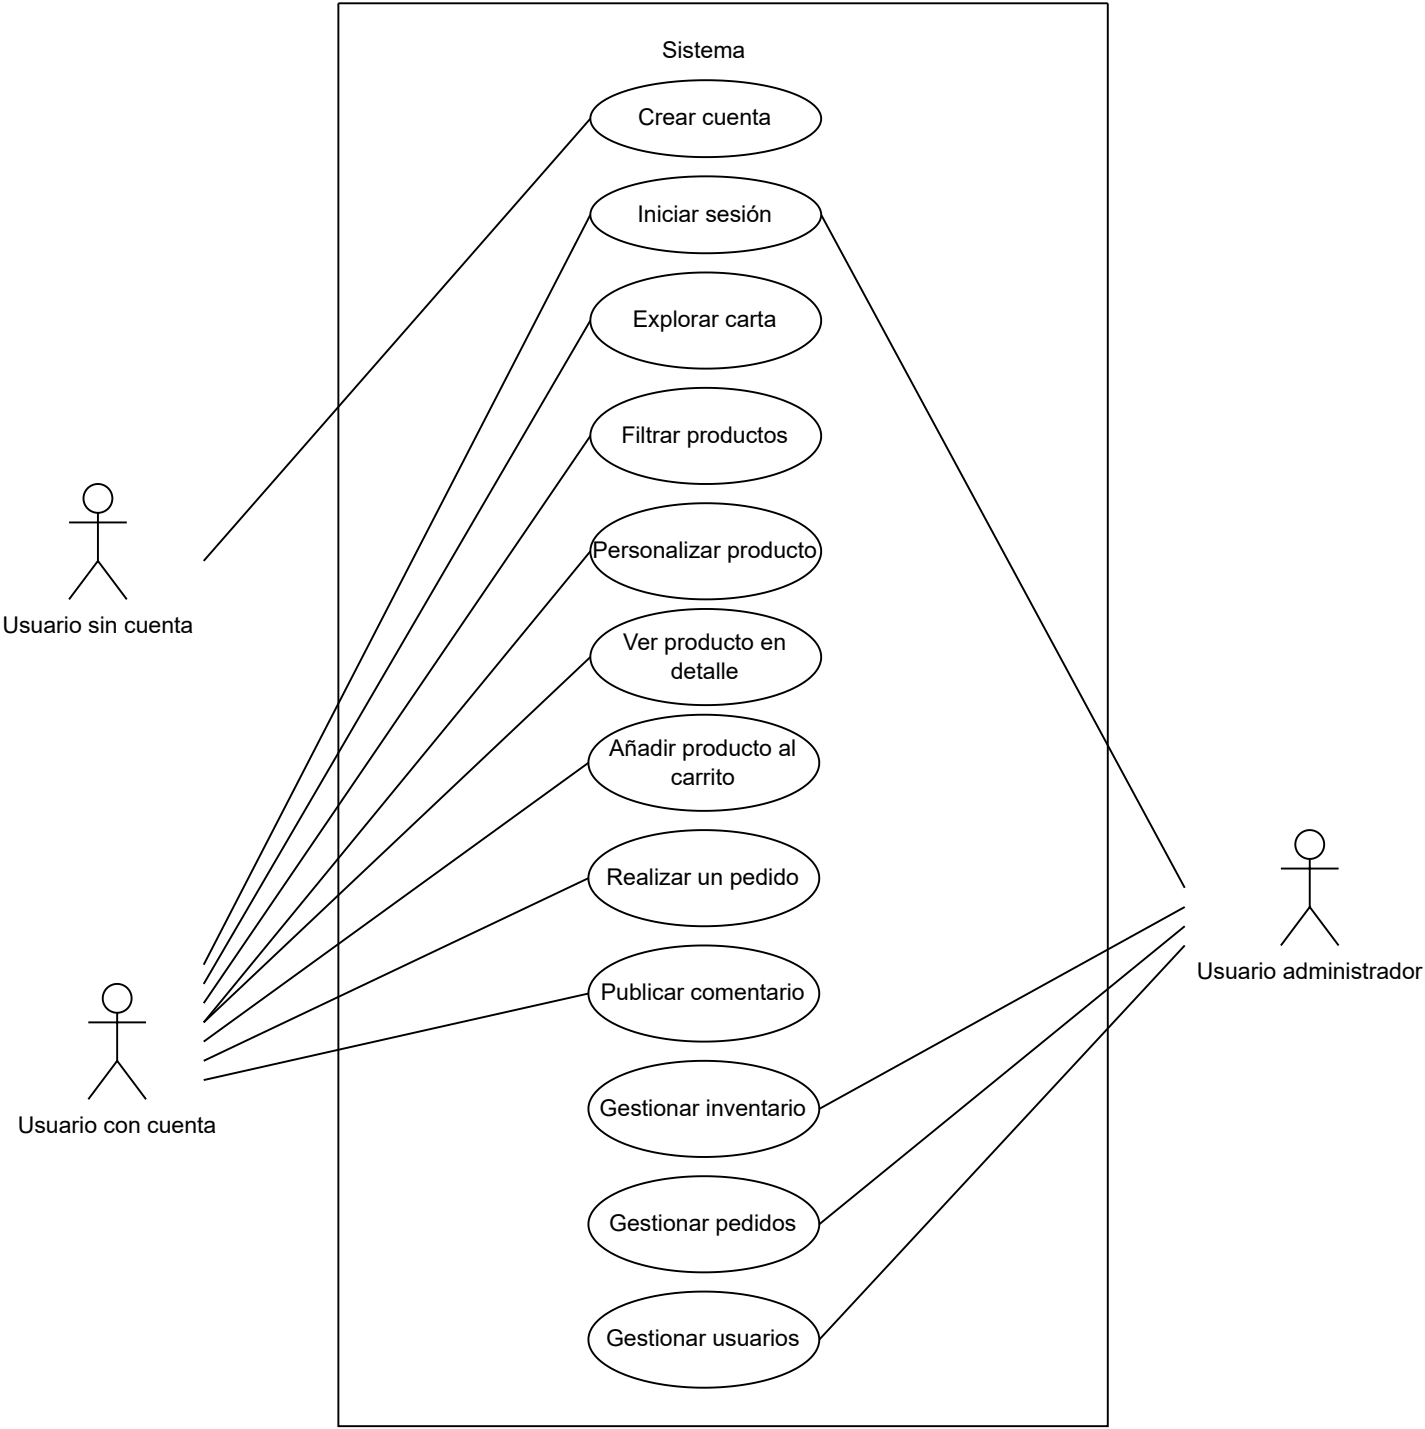 Sistema
Crear cuenta
Iniciar sesión
Explorar carta
Filtrar productos
Personalizar producto
Usuario sin cuenta
Ver producto en
detalle
Añadir producto al
carrito
Realizar un pedido
Usuario administrador
Publicar comentario
Gestionar inventario
Usuario con cuenta
Gestionar pedidos
Gestionar usuarios